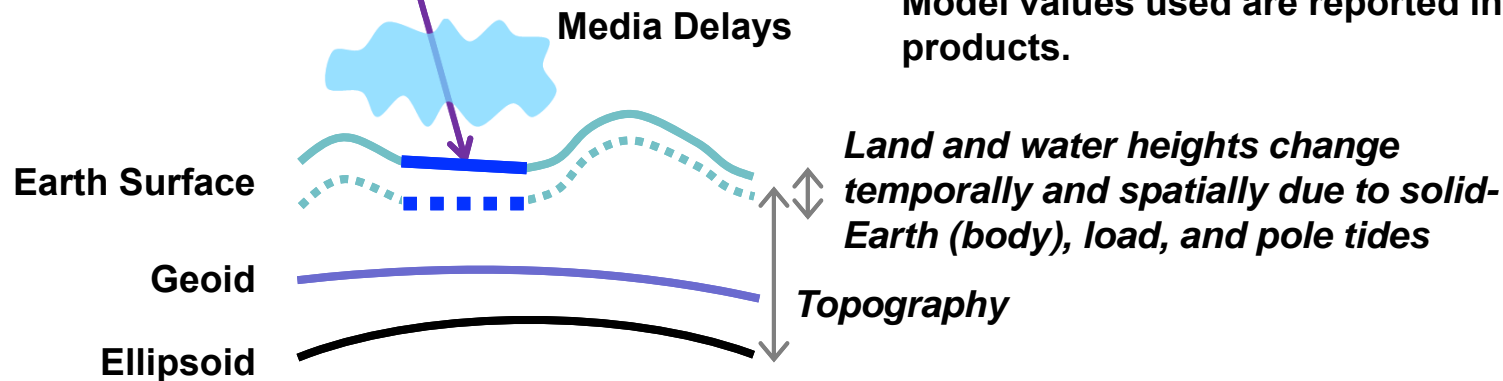 Model values used are reported in
products.
Media Delays
Earth Surface
Land and water heights change
temporally and spatially due to solid-
Earth (body), load, and pole tides
Geoid
Topography
Ellipsoid